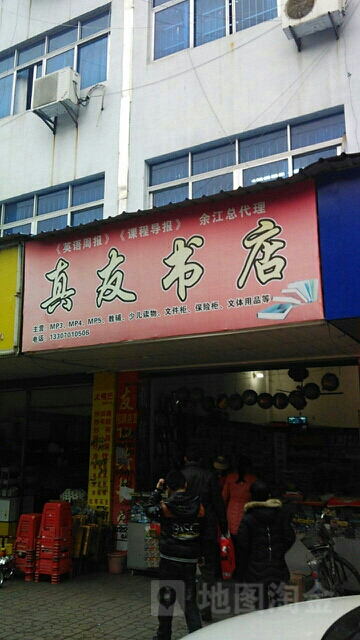 《英语周报》《课程导报》 余江总代理
真友书店
主营：MP3、MP4、MP5、教辅、少儿读物、文件柜、保险柜、文体用品等
电话：13307010506
友
地图淘金